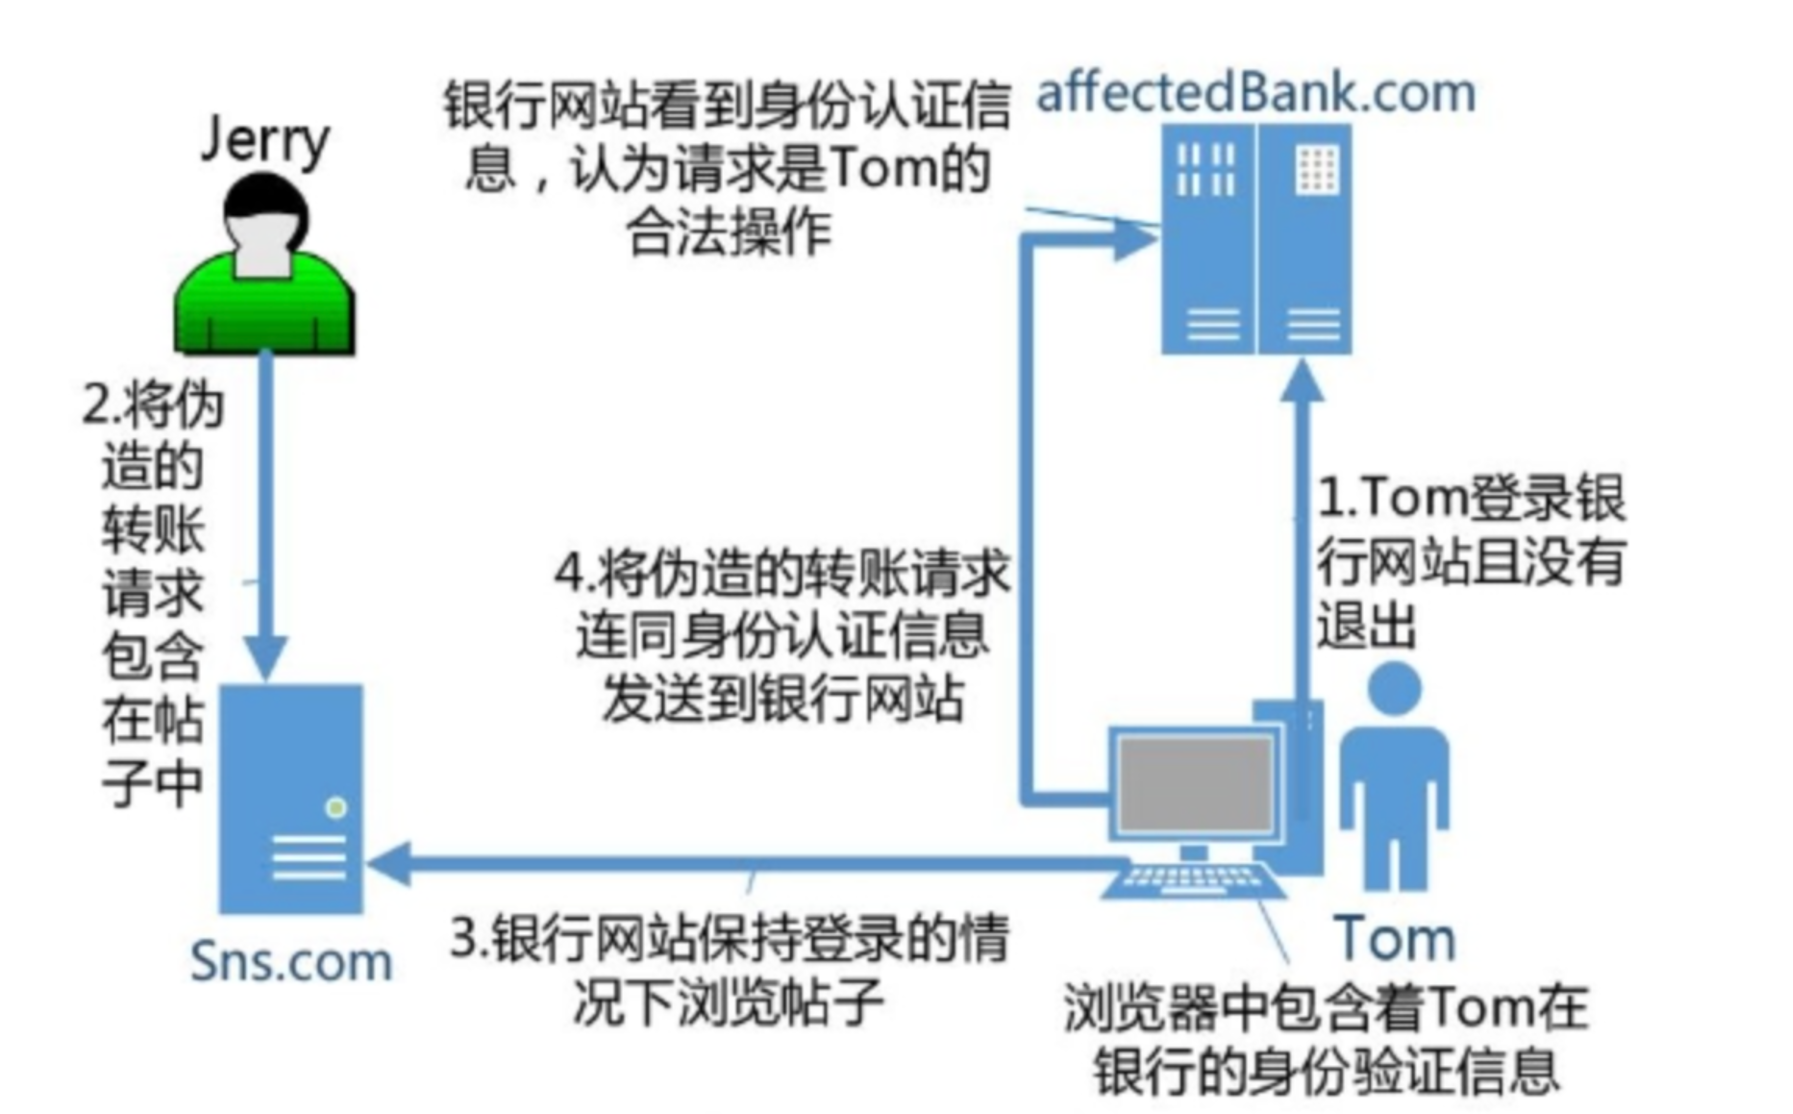 Jerry
银行网站看到身份认证信
息，认为请求是Tom的
合法操作
affectedBank.com
2.将伪
造的
转账
请求
包含
在帖
子中
1.Tom登录银
行网站且没有
退出
4.将伪造的转账请求
连同身份认证信息
发送到银行网站
Sns.com
3.银行网站保持登录的情
况下浏览帖子
Tom
浏览器中包含着Tom在
银行的身份验证信息